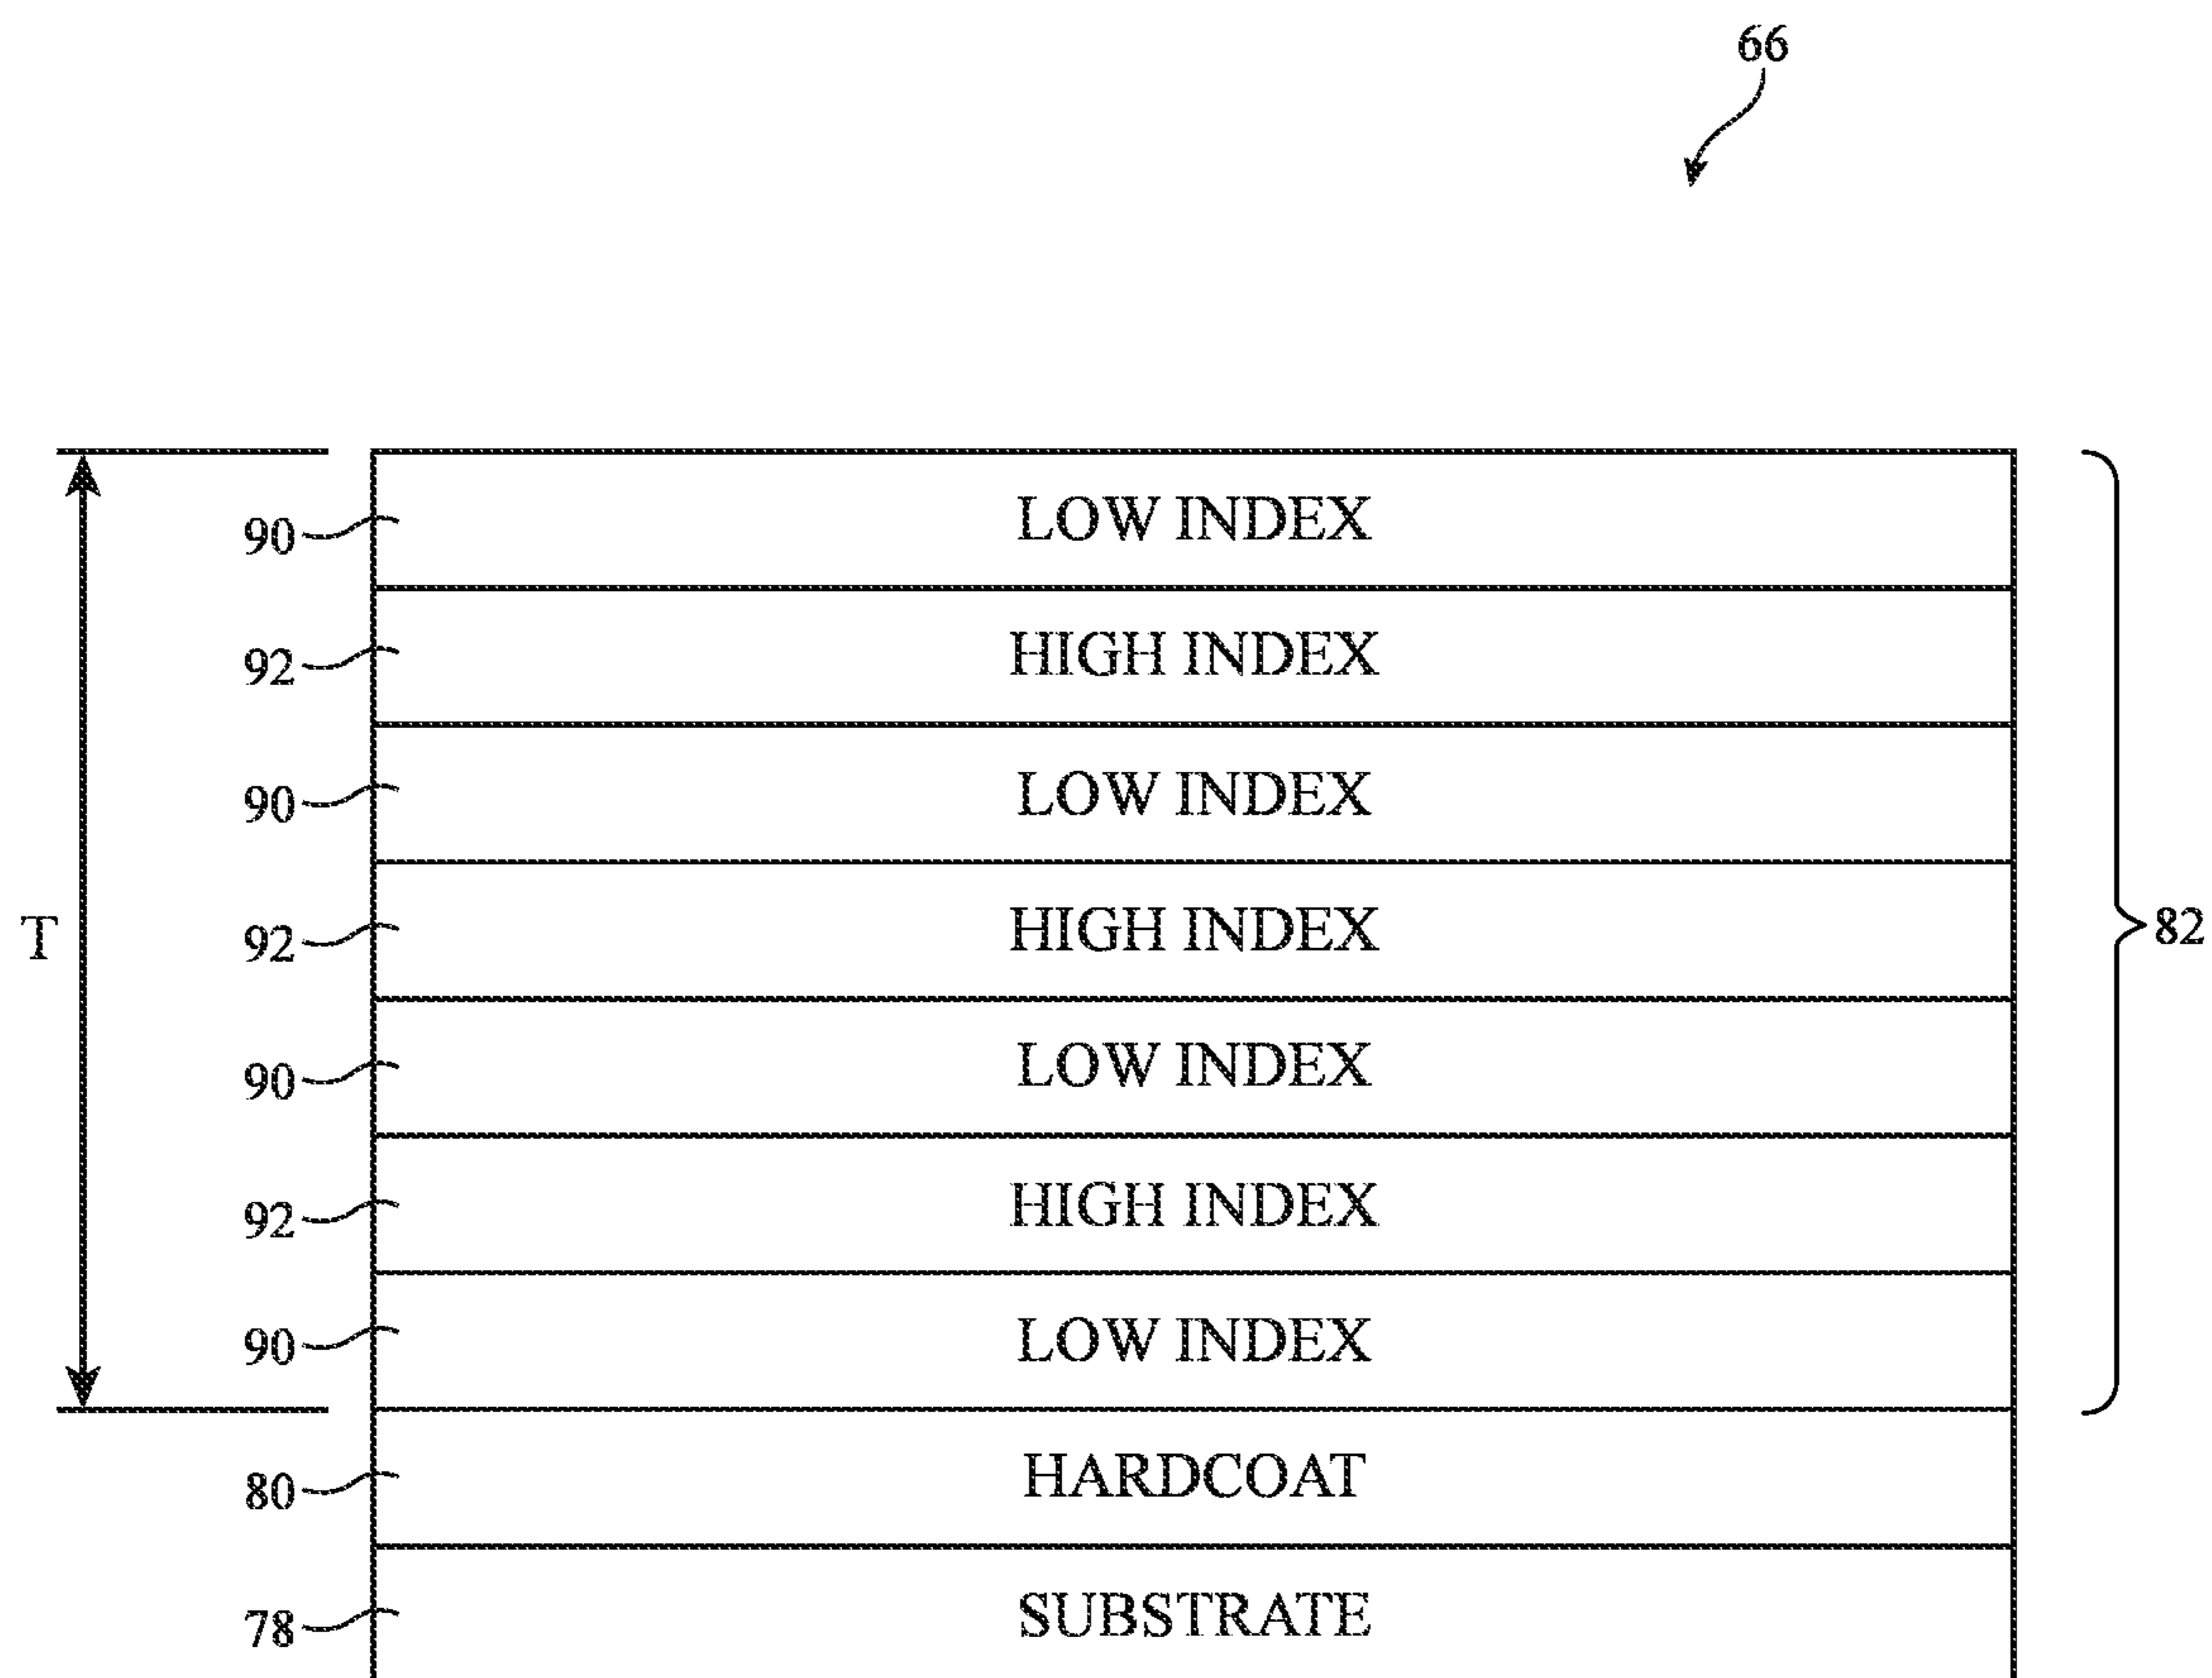 66
90 LOW INDEX
92 HIGH INDEX
90 LOW INDEX
T 92 HIGH INDEX 82
90 LOW INDEX
92 HIGH INDEX
90 LOW INDEX
80 HARDCOAT
78 SUBSTRATE